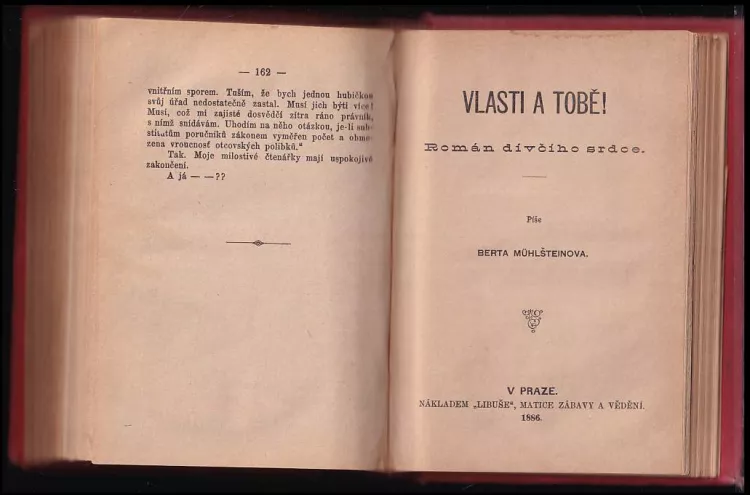 — 162 —
vnitřním sporem. Tuším, že bych jednou hubičkou
svůj úřad nedostatečně zastal. Musí jich býti více!
Musí, což mi zajisté dosvědčí zítra ráno právník,
s nímž snídávám. Uhodím na něho otázkou, je-li sub-
stitutům poručníků zákonem vyměřen počet a obme-
zena vroucnost otcovských polibků.“
Tak. Moje milostivé čtenářky mají uspokojivé
zakončení.
A já — —??
VLASTI A TOBĚ!
Román dívčího srdce.
Píše
BERTA MÜHLŠTEINOVA.
V PRAZE.
NÁKLADEM „LIBUŠE“, MATICE ZÁBAVY A VĚDĚNÍ.
1886.